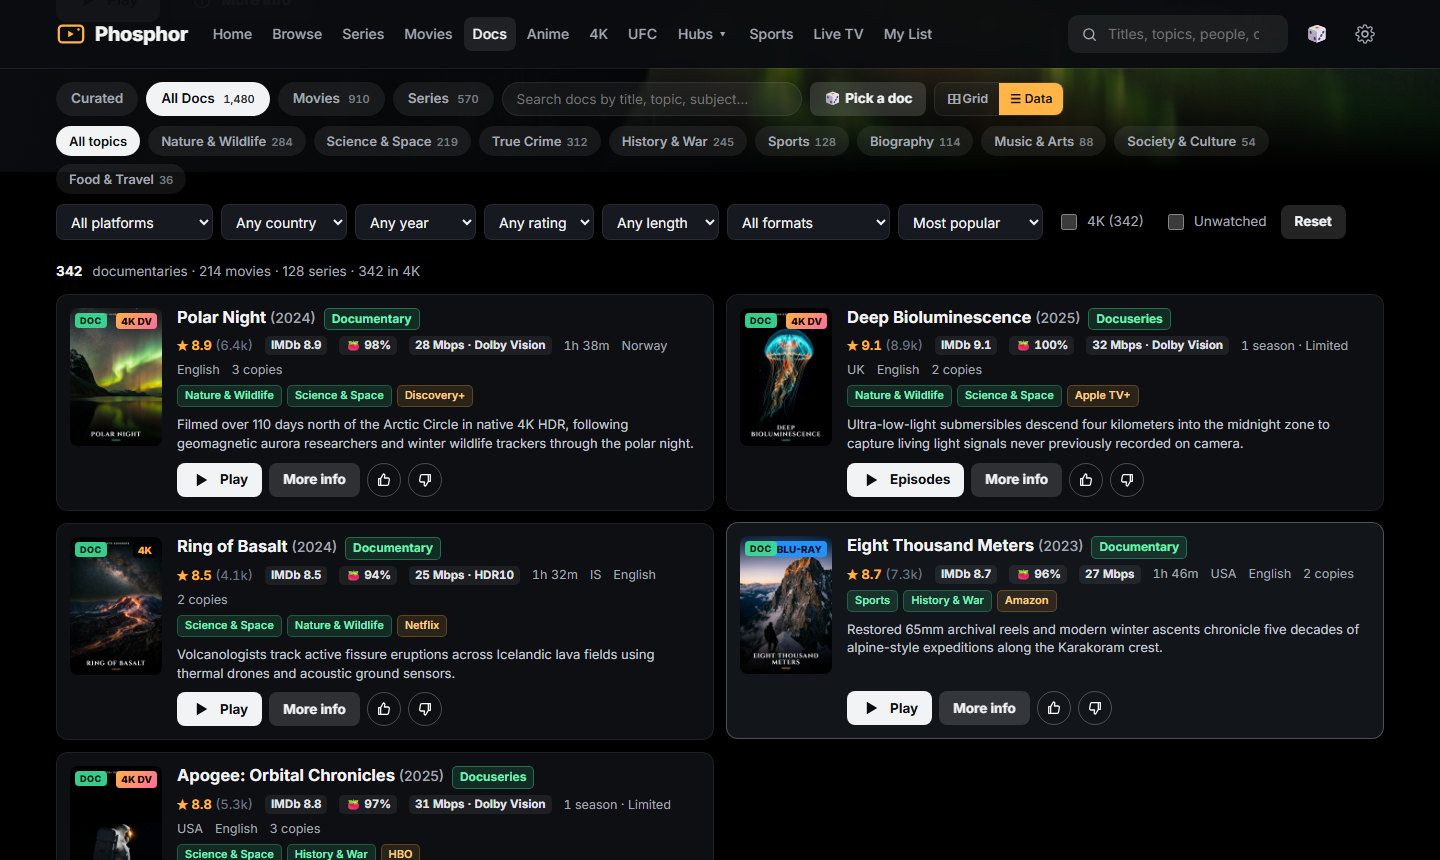 Phosphor Home Browse Series Movies Docs Anime 4K UFC Hubs ▼ Sports Live TV My List Titles, topics, people, c
Curated All Docs 1,480 Movies 910 Series 570 Search docs by title, topic, subject... Pick a doc Grid ☰ Data
All topics Nature & Wildlife 284 Science & Space 219 True Crime 312 History & War 245 Sports 128 Biography 114 Music & Arts 88 Society & Culture 54
Food & Travel 36
All platforms Any country Any year Any rating Any length All formats Most popular 4K (342) Unwatched Reset
342 documentaries · 214 movies · 128 series · 342 in 4K
DOC 4K DV
POLAR NIGHT
Polar Night (2024) Documentary
★ 8.9 (6.4k) IMDb 8.9 98% 28 Mbps · Dolby Vision 1h 38m Norway
English 3 copies
Nature & Wildlife Science & Space Discovery+
Filmed over 110 days north of the Arctic Circle in native 4K HDR, following
geomagnetic aurora researchers and winter wildlife trackers through the polar night.
▶ Play More info
DOC 4K DV
DEEP
BIOLUMINESCENCE
Deep Bioluminescence (2025) Docuseries
★ 9.1 (8.9k) IMDb 9.1 100% 32 Mbps · Dolby Vision 1 season · Limited
UK English 2 copies
Nature & Wildlife Science & Space Apple TV+
Ultra-low-light submersibles descend four kilometers into the midnight zone to
capture living light signals never previously recorded on camera.
▶ Episodes More info
DOC 4K
RING OF BASALT
Ring of Basalt (2024) Documentary
★ 8.5 (4.1k) IMDb 8.5 94% 25 Mbps · HDR10 1h 32m IS English
2 copies
Science & Space Nature & Wildlife Netflix
Volcanologists track active fissure eruptions across Icelandic lava fields using
thermal drones and acoustic ground sensors.
▶ Play More info
DOC BLU-RAY
EIGHT THOUSAND
METERS
Eight Thousand Meters (2023) Documentary
★ 8.7 (7.3k) IMDb 8.7 96% 27 Mbps 1h 46m USA English 2 copies
Sports History & War Amazon
Restored 65mm archival reels and modern winter ascents chronicle five decades of
alpine-style expeditions along the Karakoram crest.
▶ Play More info
DOC 4K DV
Apogee: Orbital Chronicles (2025) Docuseries
★ 8.8 (5.3k) IMDb 8.8 97% 31 Mbps · Dolby Vision 1 season · Limited
USA English 3 copies
Science & Space History & War HBO